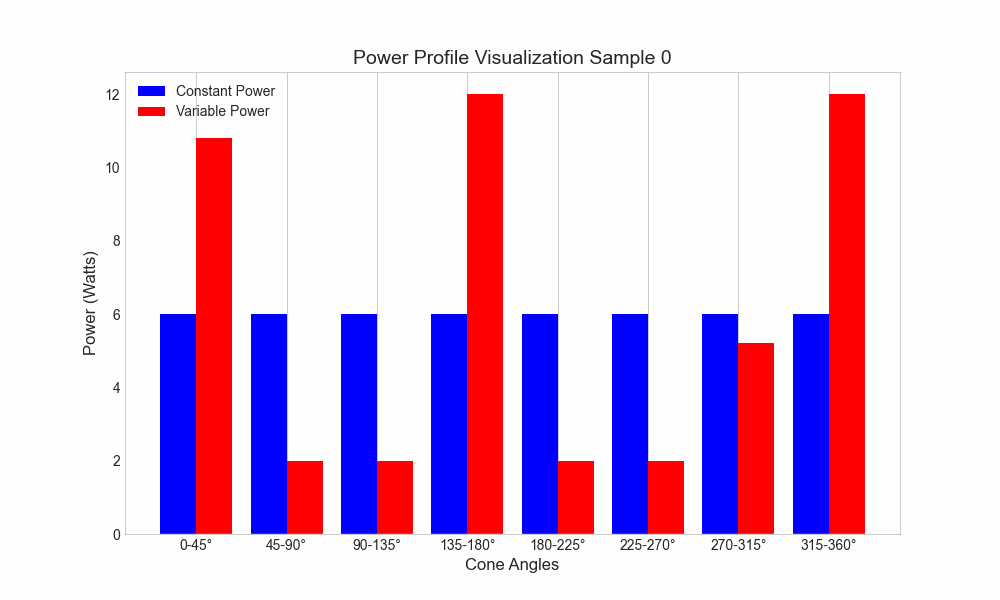 Power Profile Visualization Sample 0
Constant Power
Variable Power
Power (Watts)
12
10
8
6
4
2
0
0-45° 45-90° 90-135° 135-180° 180-225° 225-270° 270-315° 315-360°
Cone Angles